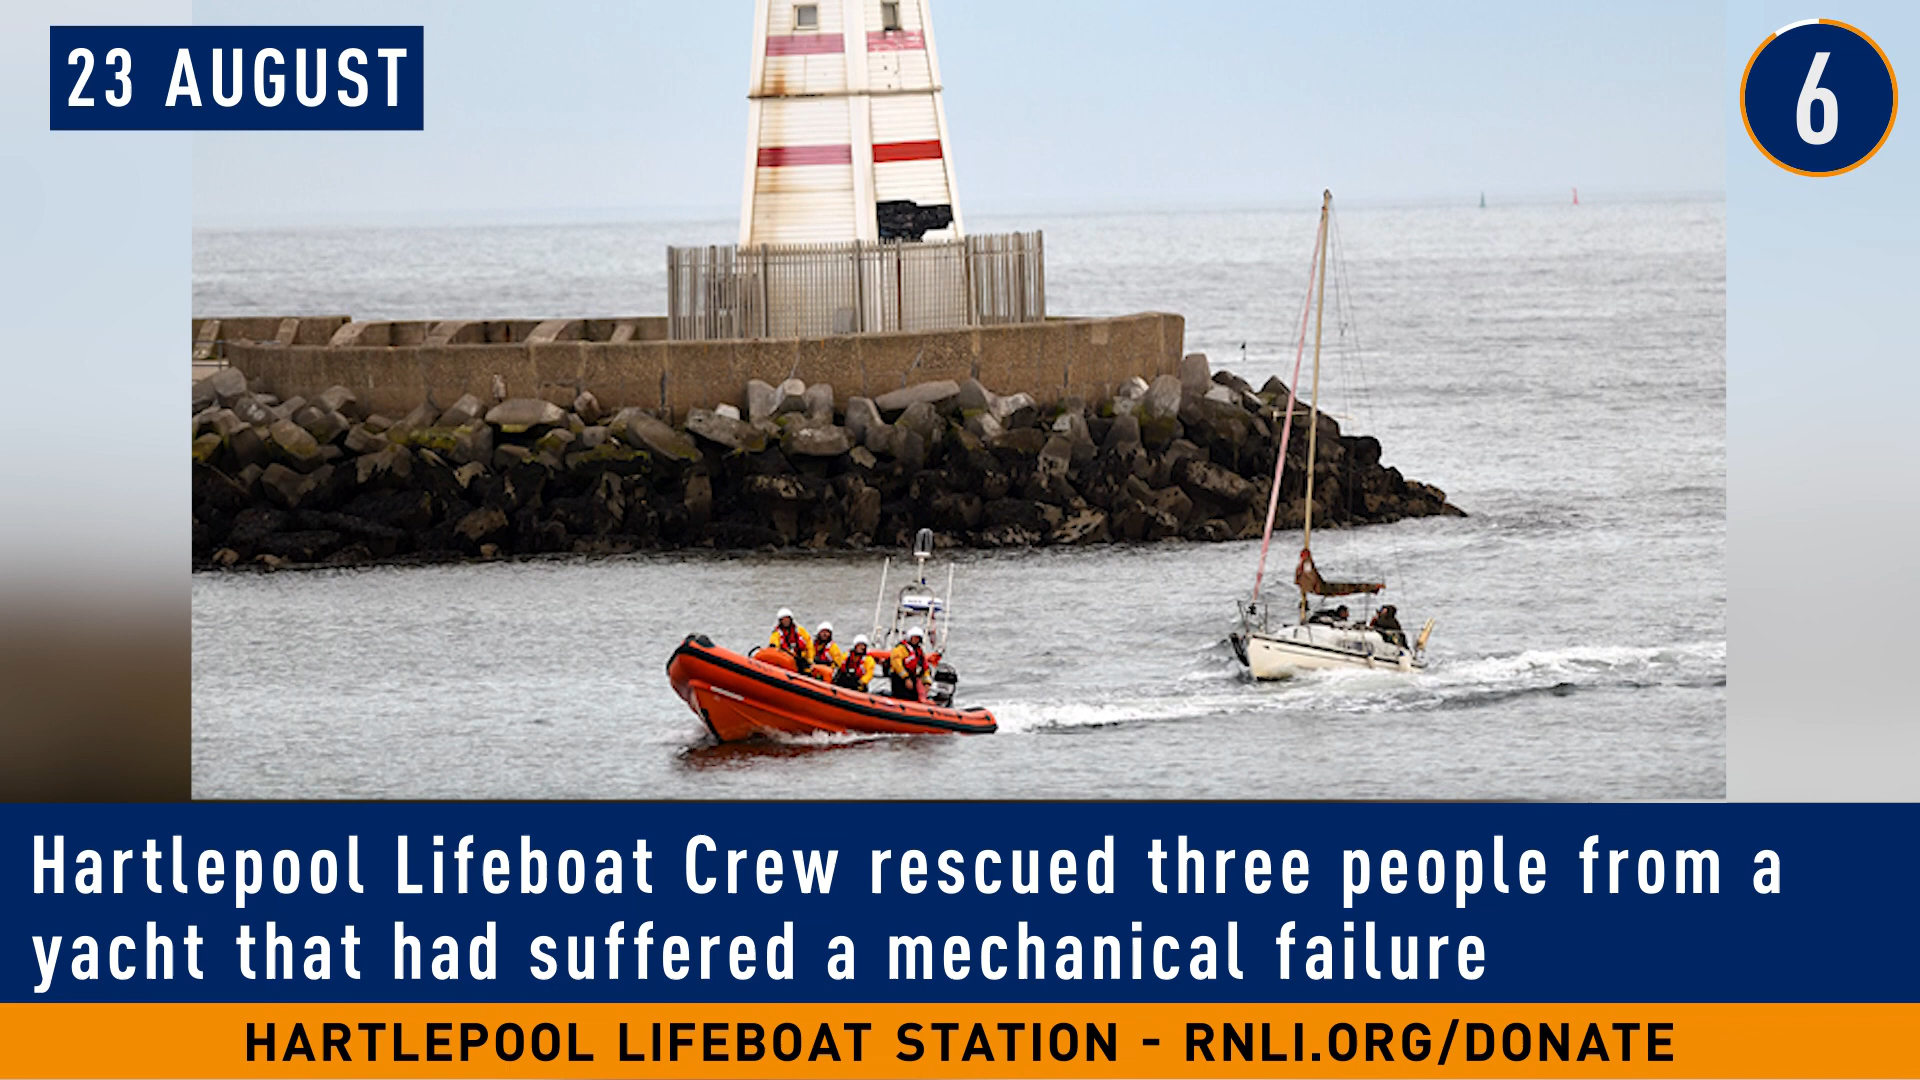 23 AUGUST
6
Hartlepool Lifeboat Crew rescued three people from a
yacht that had suffered a mechanical failure
HARTLEPOOL LIFEBOAT STATION - RNLI.ORG/DONATE